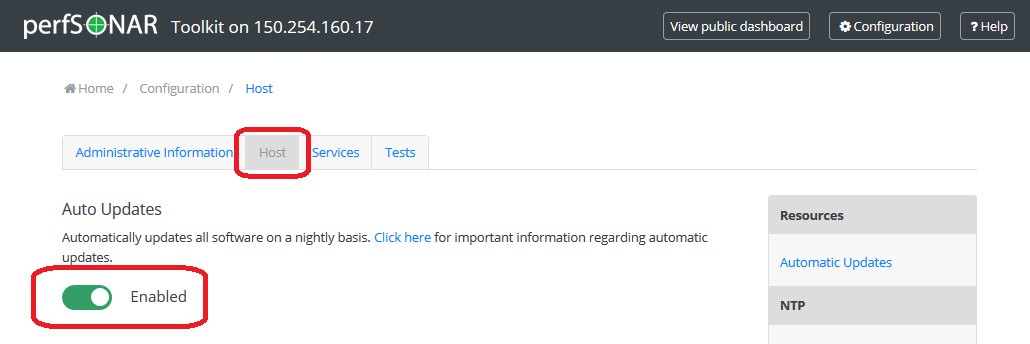 perfSONAR Toolkit on 150.254.160.17 View public dashboard Configuration ? Help
Home / Configuration / Host
Administrative Information Host Services Tests
Auto Updates
Automatically updates all software on a nightly basis. Click here for important information regarding automatic
updates.
Enabled
Resources
Automatic Updates
NTP